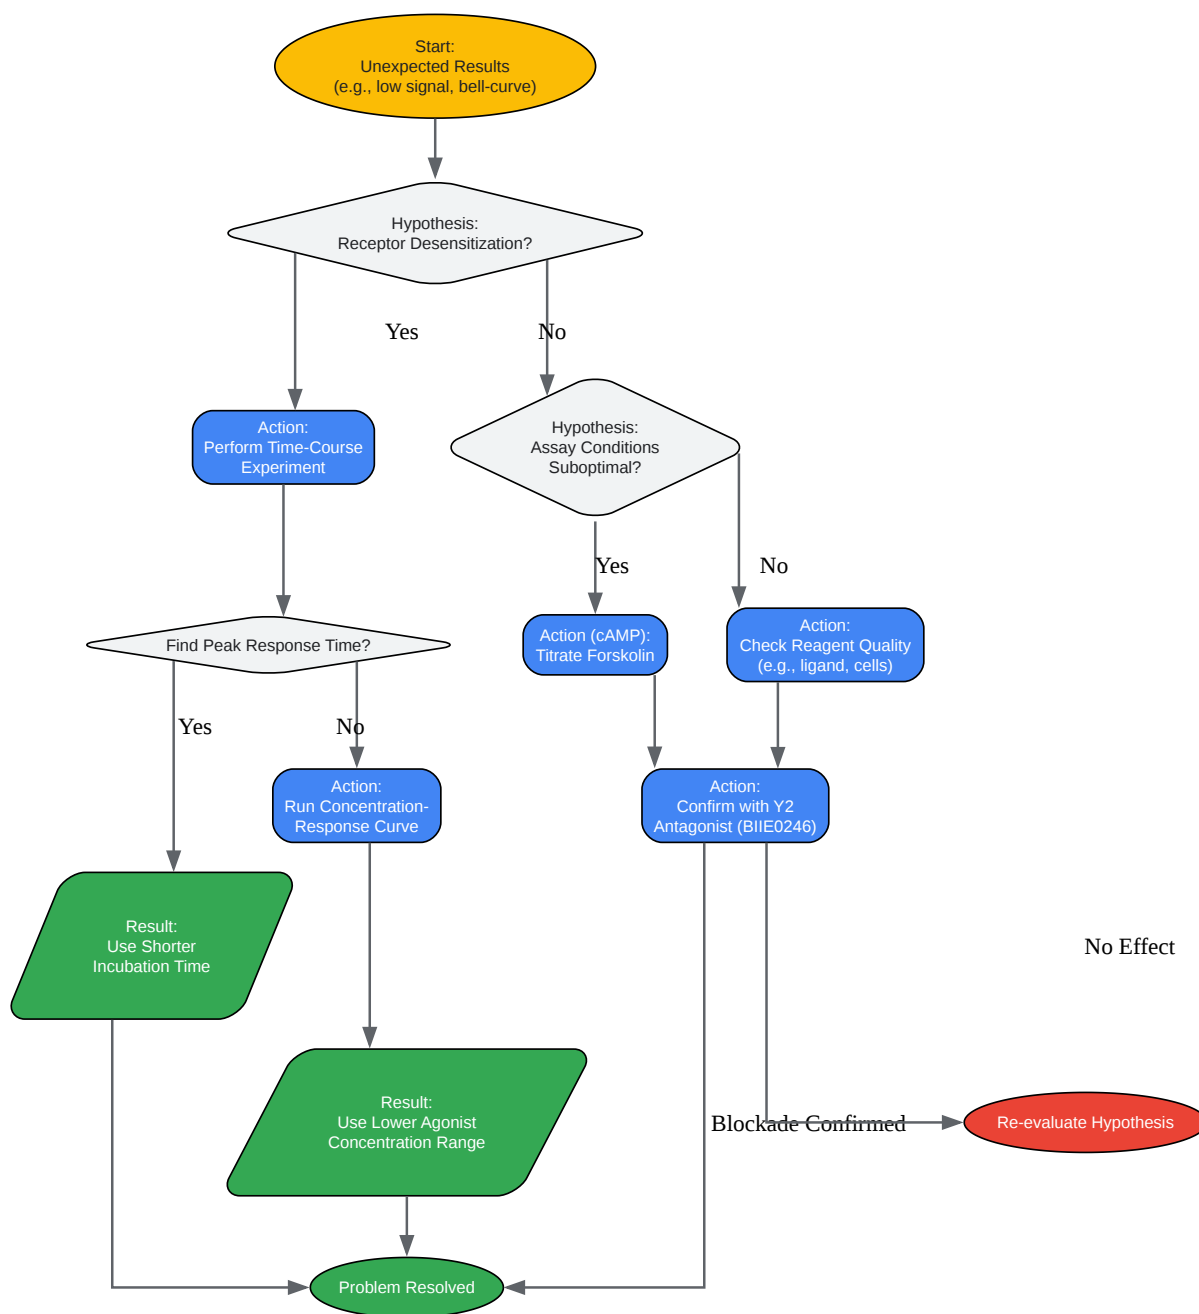 Start:
Unexpected Results
(e.g., low signal, bell-curve)
Hypothesis:
Receptor Desensitization?
Yes
No
Action:
Perform Time-Course
Experiment
Hypothesis:
Assay Conditions
Suboptimal?
Yes
No
Find Peak Response Time?
Action (cAMP):
Titrate Forskolin
Action:
Check Reagent Quality
(e.g., ligand, cells)
Yes
No
Action:
Run Concentration-
Response Curve
Action:
Confirm with Y2
Antagonist (BIIE0246)
Result:
Use Shorter
Incubation Time
No Effect
Result:
Use Lower Agonist
Concentration Range
Blockade Confirmed
Re-evaluate Hypothesis
Problem Resolved